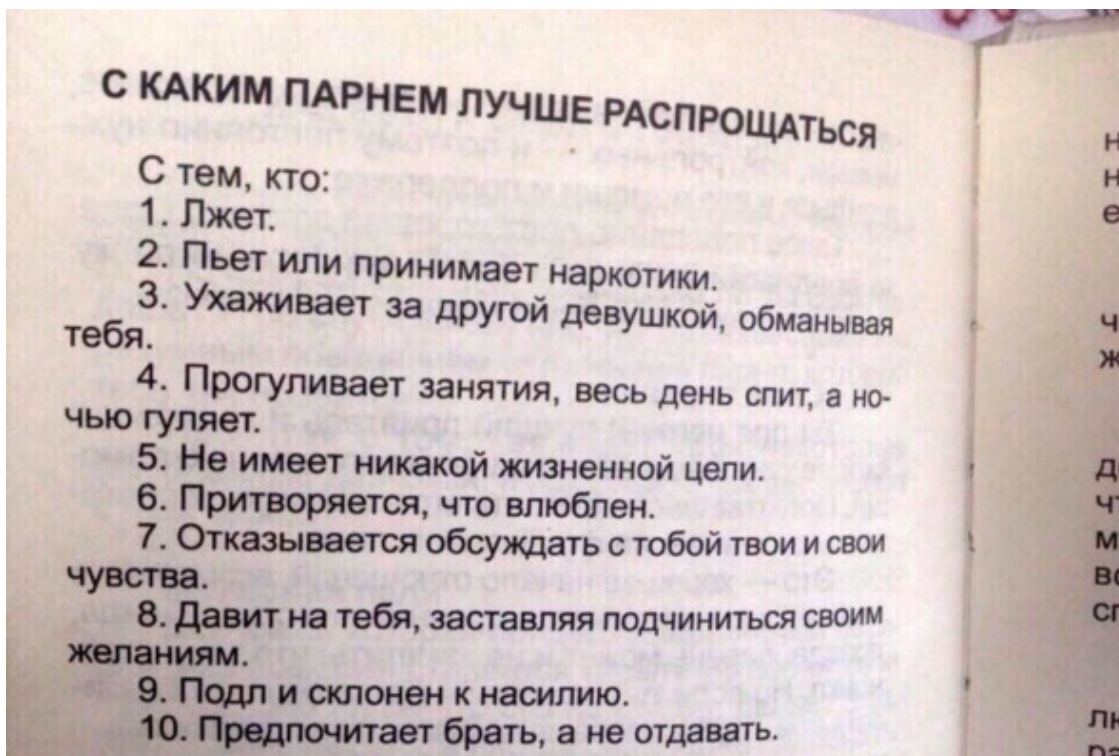 С КАКИМ ПАРНЕМ ЛУЧШЕ РАСПРОЩАТЬСЯ
С тем, кто:
1. Лжет.
2. Пьет или принимает наркотики.
3. Ухаживает за другой девушкой, обманывая
тебя.
4. Прогуливает занятия, весь день спит, а но-
чью гуляет.
5. Не имеет никакой жизненной цели.
6. Притворяется, что влюблен.
7. Отказывается обсуждать с тобой твои и свои
чувства.
8. Давит на тебя, заставляя подчиниться своим
желаниям.
9. Подл и склонен к насилию.
10. Предпочитает брать, а не отдавать.